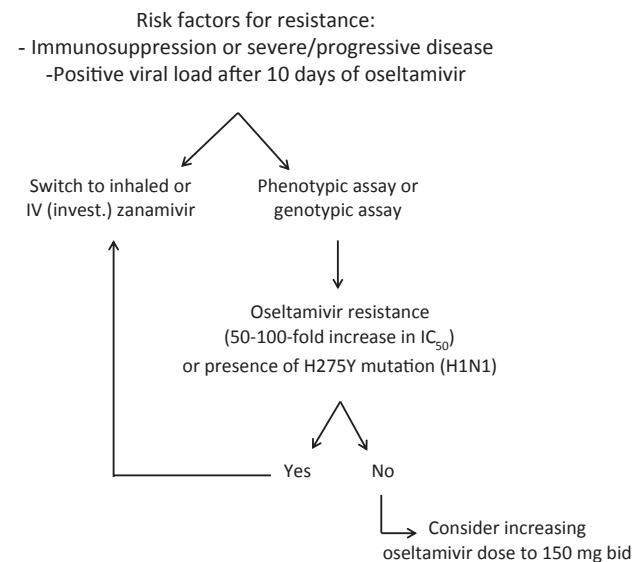 Risk factors for resistance:
- Immunosuppression or severe/progressive disease
-Positive viral load after 10 days of oseltamivir
Switch to inhaled or
IV (invest.) zanamivir
Phenotypic assay or
genotypic assay
Oseltamivir resistance
(50-100-fold increase in IC50)
or presence of H275Y mutation (H1N1)
Yes
No
Consider increasing
oseltamivir dose to 150 mg bid